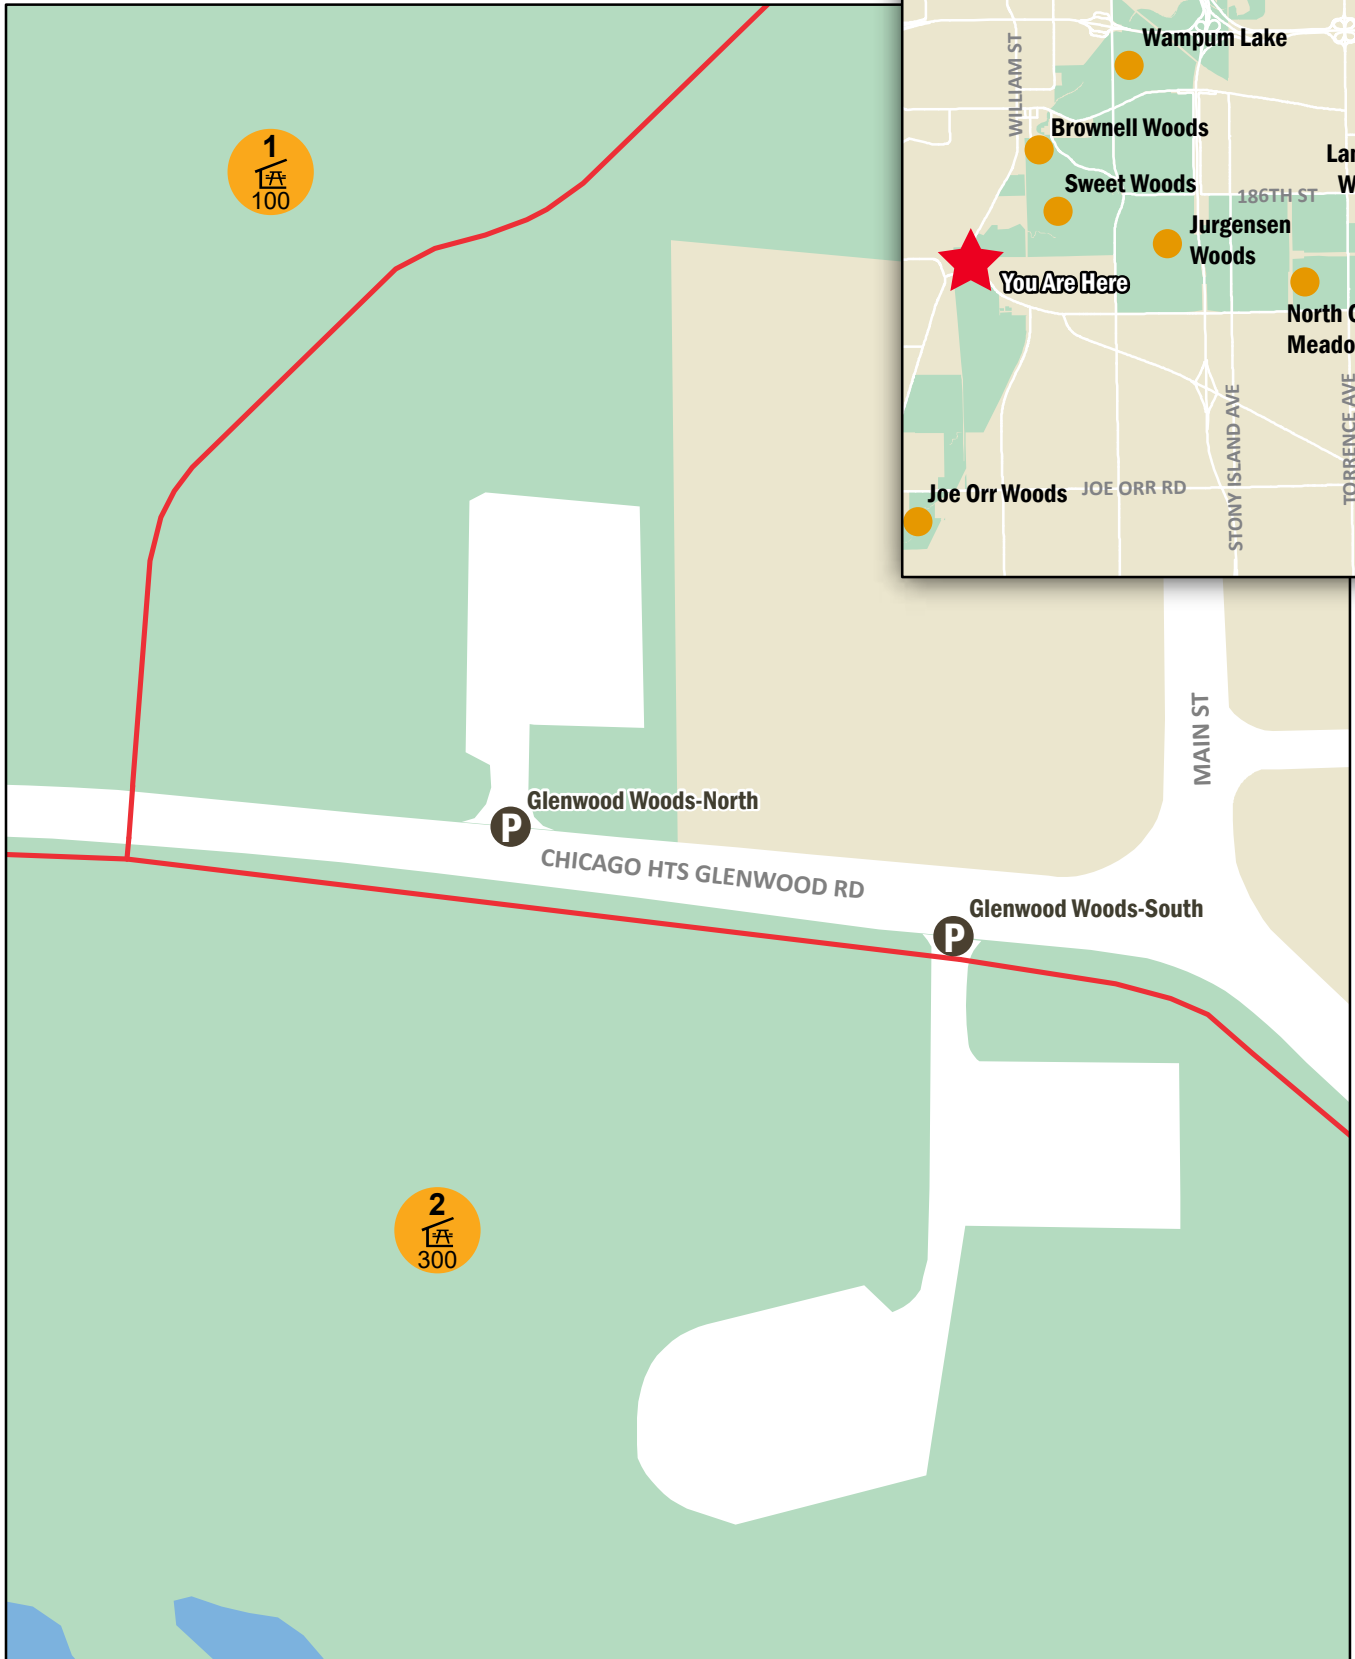 Wampum Lake
WILLIAM ST
Brownell Woods
Sweet Woods
186TH ST
Jurgensen
Woods
You Are Here
North
STONY ISLAND AVE
TORRENCE AVE
Joe Orr Woods
JOE ORR RD
1
100
MAIN ST
Glenwood Woods-North
P
CHICAGO HTS GLENWOOD RD
Glenwood Woods-South
P
2
300